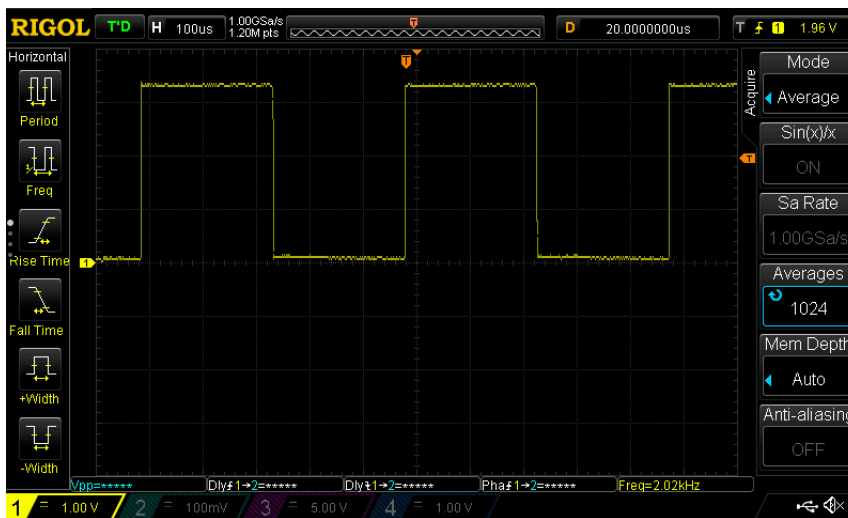 RIGOL T'D H 100us 1.00GSa/s D 20.0000000us T 1 1.96 V
1.20M pts
T
Horizontal
Period
Freq
Rise Time
Fall Time
+Width
-Width
T
1
T
Acquire
Mode
Average
Sin(x)/x
ON
Sa Rate
1.00GSa/s
Averages
1024
Mem Depth
Auto
Anti-aliasing
OFF
Vpp=***** Dly1→2=***** Dly1→2=***** Pha1→2=***** Freq=2.02kHz
1 = 1.00 V 2 = 100mV 3 = 5.00 V 4 = 1.00 V